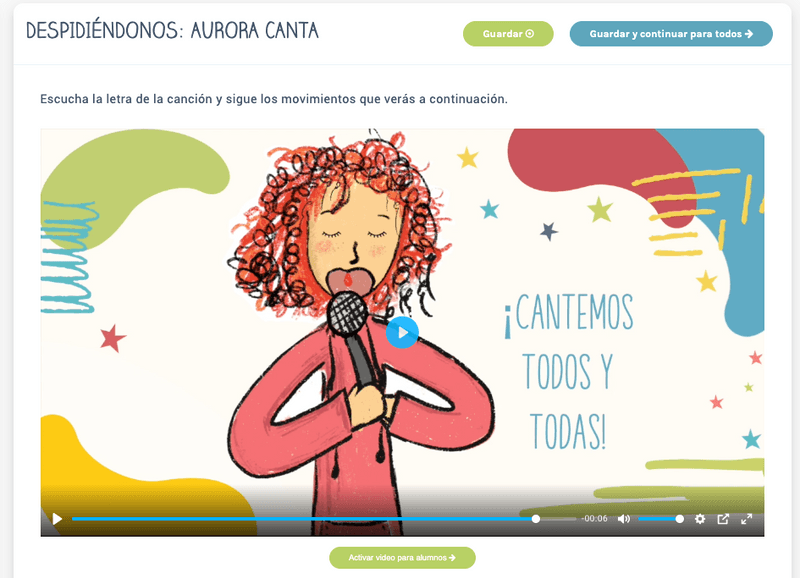 DESPIDIÉNDONOS: AURORA CANTA
Guardar
Guardar y continuar para todos
Escucha la letra de la canción y sigue los movimientos que verás a continuación.
¡CANTEMOS
TODOS Y
TODAS!
-00:06
Activar video para alumnos